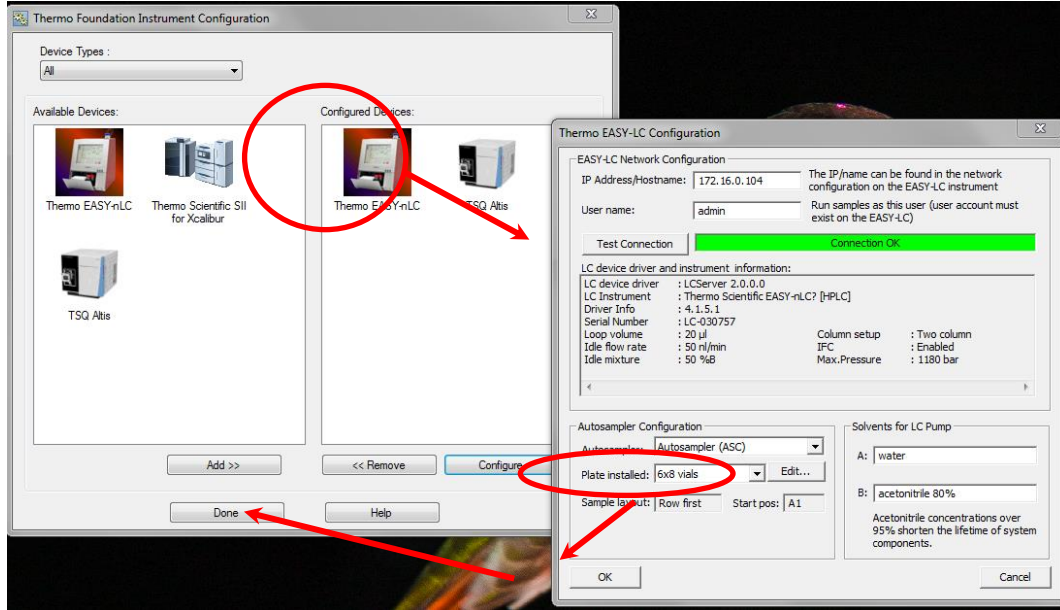 Thermo Foundation Instrument Configuration
Device Types :
All
Available Devices:
Configured Devices:
Thermo EASY-nLC
Thermo Scientific SII
for Xcalibur
Thermo EASY-nLC
TSQ Altis
TSQ Altis
Add >>
<< Remove
Configure
Done
Help
Thermo EASY-LC Configuration
EASY-LC Network Configuration
IP Address/Hostname: 172.16.0.104
The IP/name can be found in the network
configuration on the EASY-LC instrument
User name: admin
Run samples as this user (user account must
exist on the EASY-LC)
Test Connection
Connection OK
LC device driver and instrument information:
LC device driver : LCServer 2.0.0.0
LC Instrument : Thermo Scientific EASY-nLC? [HPLC]
Driver Info : 4.1.5.1
Serial Number : LC-030757
Loop volume : 20 µl Column setup : Two column
Idle flow rate : 50 nl/min IFC : Enabled
Idle mixture : 50 %B Max.Pressure : 1180 bar
Autosampler Configuration
Autosampler: Autosampler (ASC)
Plate installed: 6x8 vials Edit...
Sample layout: Row first Start pos: A1
Solvents for LC Pump
A: water
B: acetonitrile 80%
Acetonitrile concentrations over
95% shorten the lifetime of system
components.
OK
Cancel